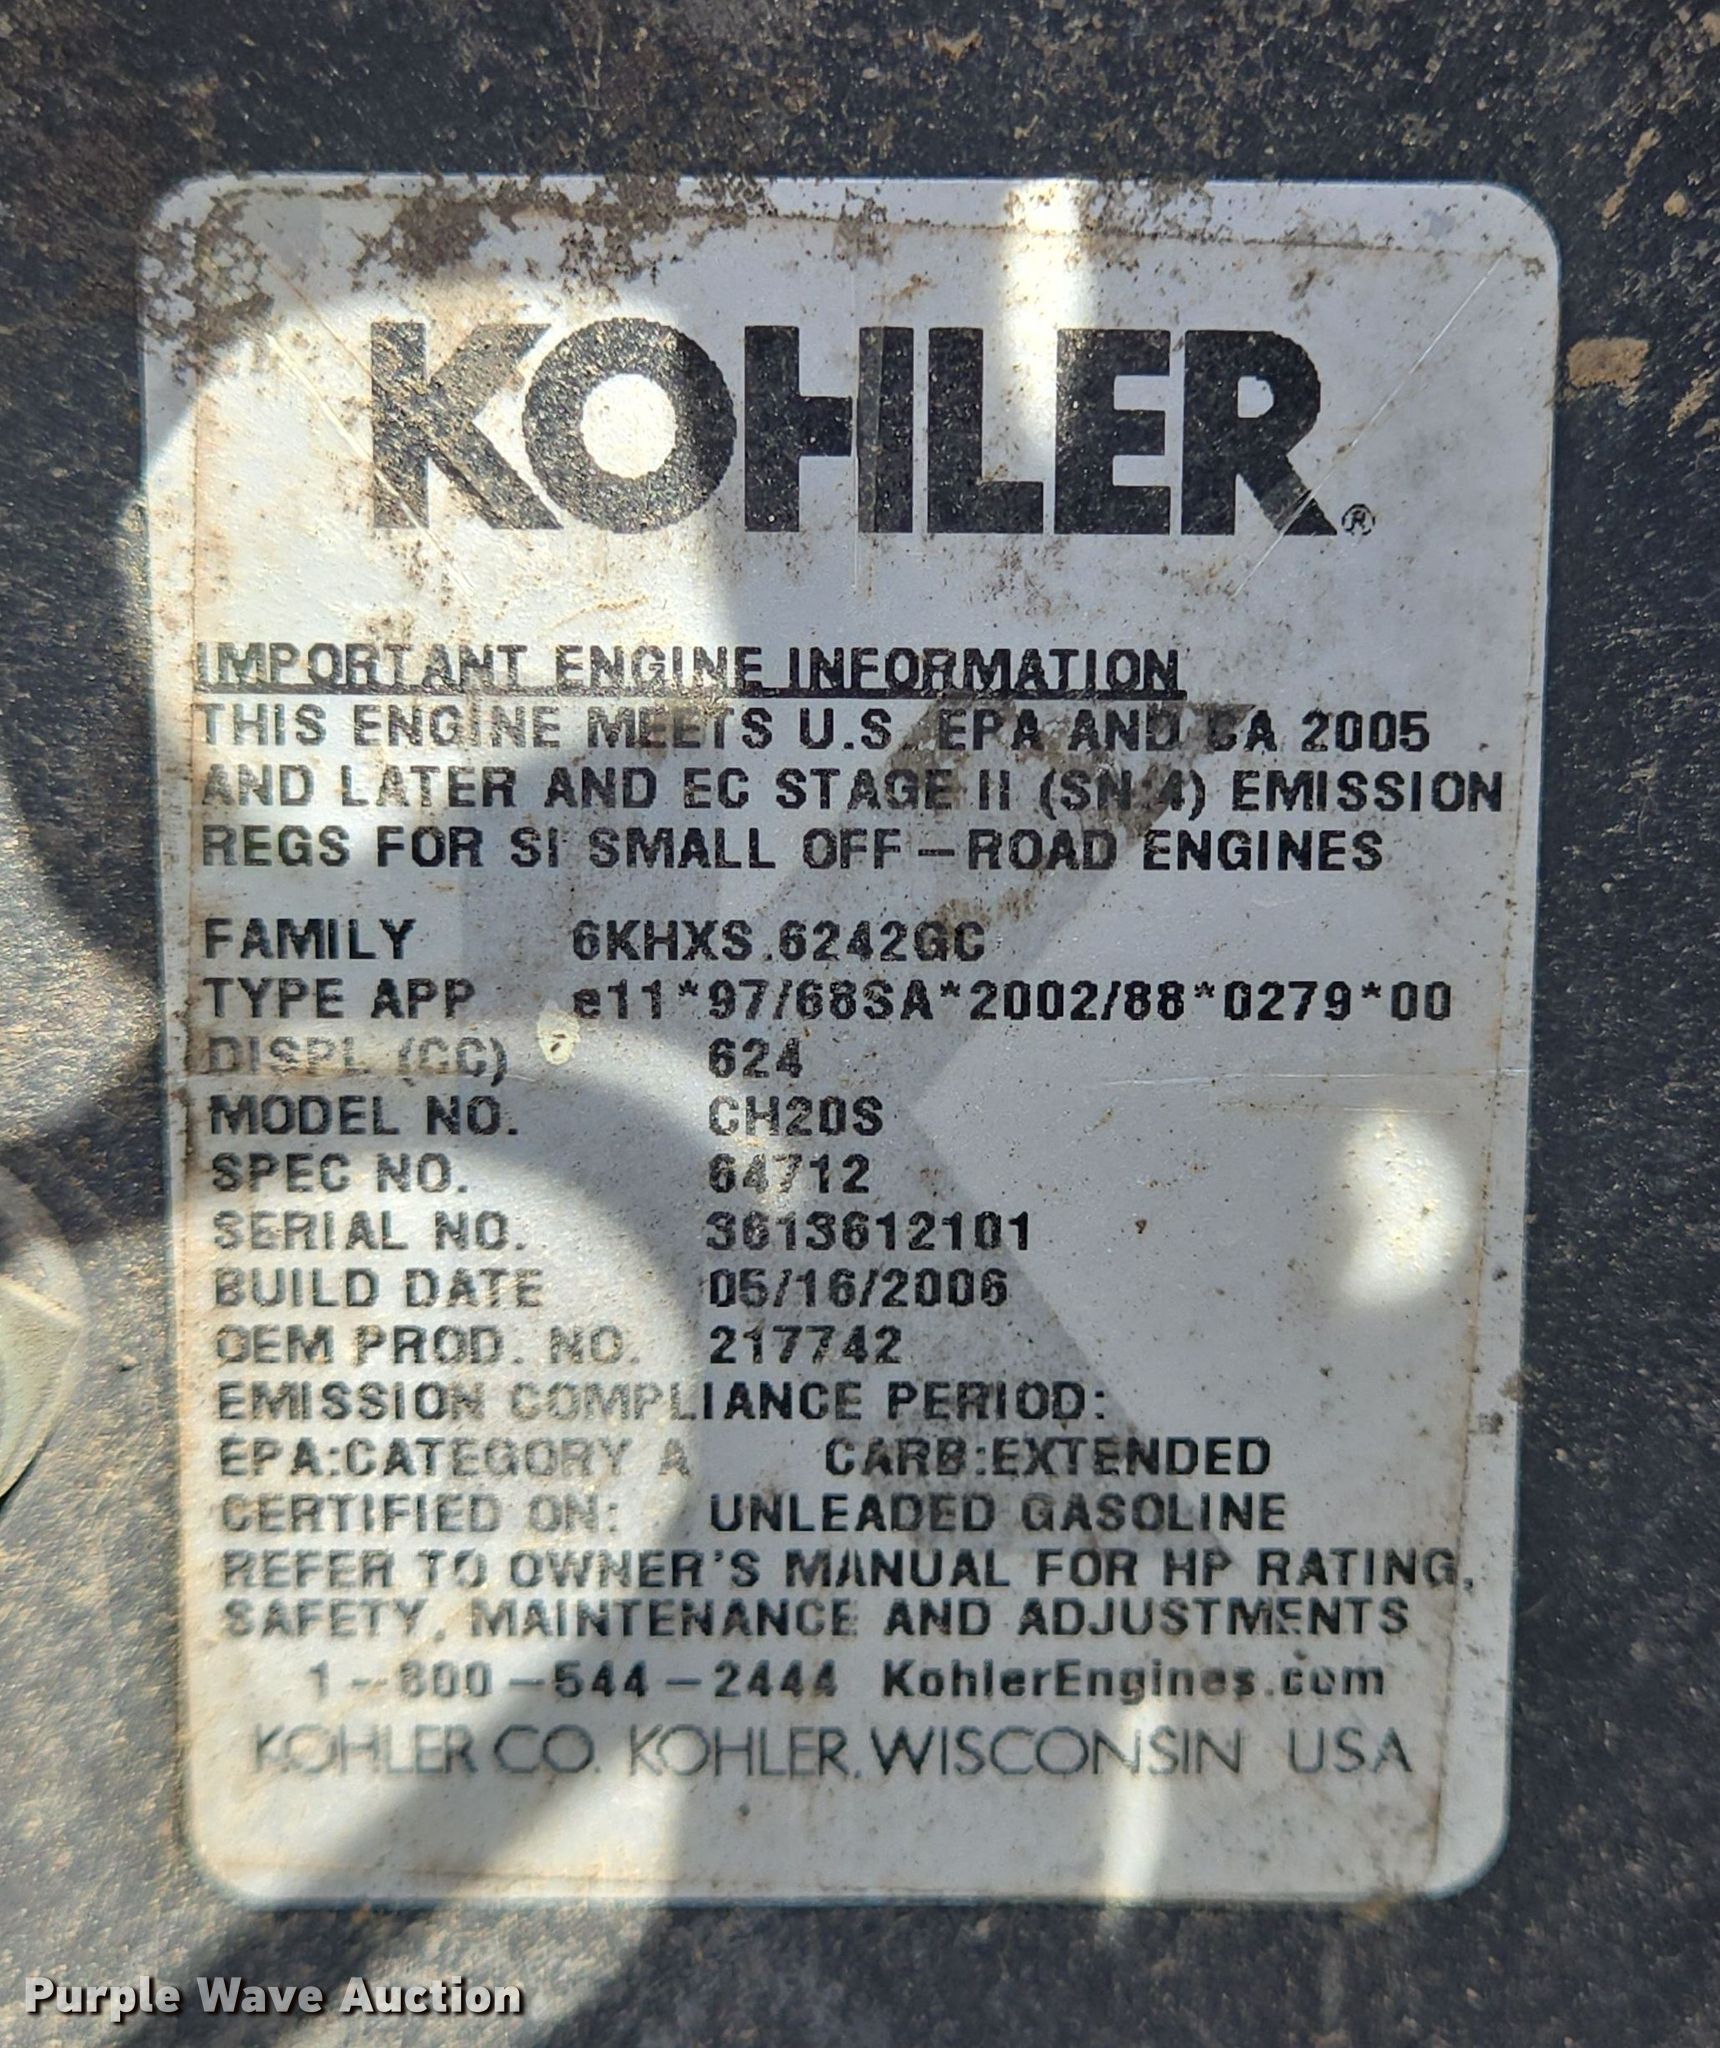 KOHLER®
IMPORTANT ENGINE INFORMATION
THIS ENGINE MEETS U.S. EPA AND CA 2005
AND LATER AND EC STAGE II (SN:4) EMISSION
REGS FOR SI SMALL OFF-ROAD ENGINES
FAMILY 6KHXS.6242GC
TYPE APP e11*97/68SA*2002/88*0279*00
DISPL (CC) 624
MODEL NO. CH20S
SPEC NO. 64712
SERIAL NO. 3613612101
BUILD DATE 05/16/2006
OEM PROD. NO. 217742
EMISSION COMPLIANCE PERIOD:
EPA:CATEGORY A CARB:EXTENDED
CERTIFIED ON: UNLEADED GASOLINE
REFER TO OWNER'S MANUAL FOR HP RATING,
SAFETY, MAINTENANCE AND ADJUSTMENTS
1-800-544-2444 KohlerEngines.com
KOHLER CO. KOHLER, WISCONSIN USA
Purple Wave Auction